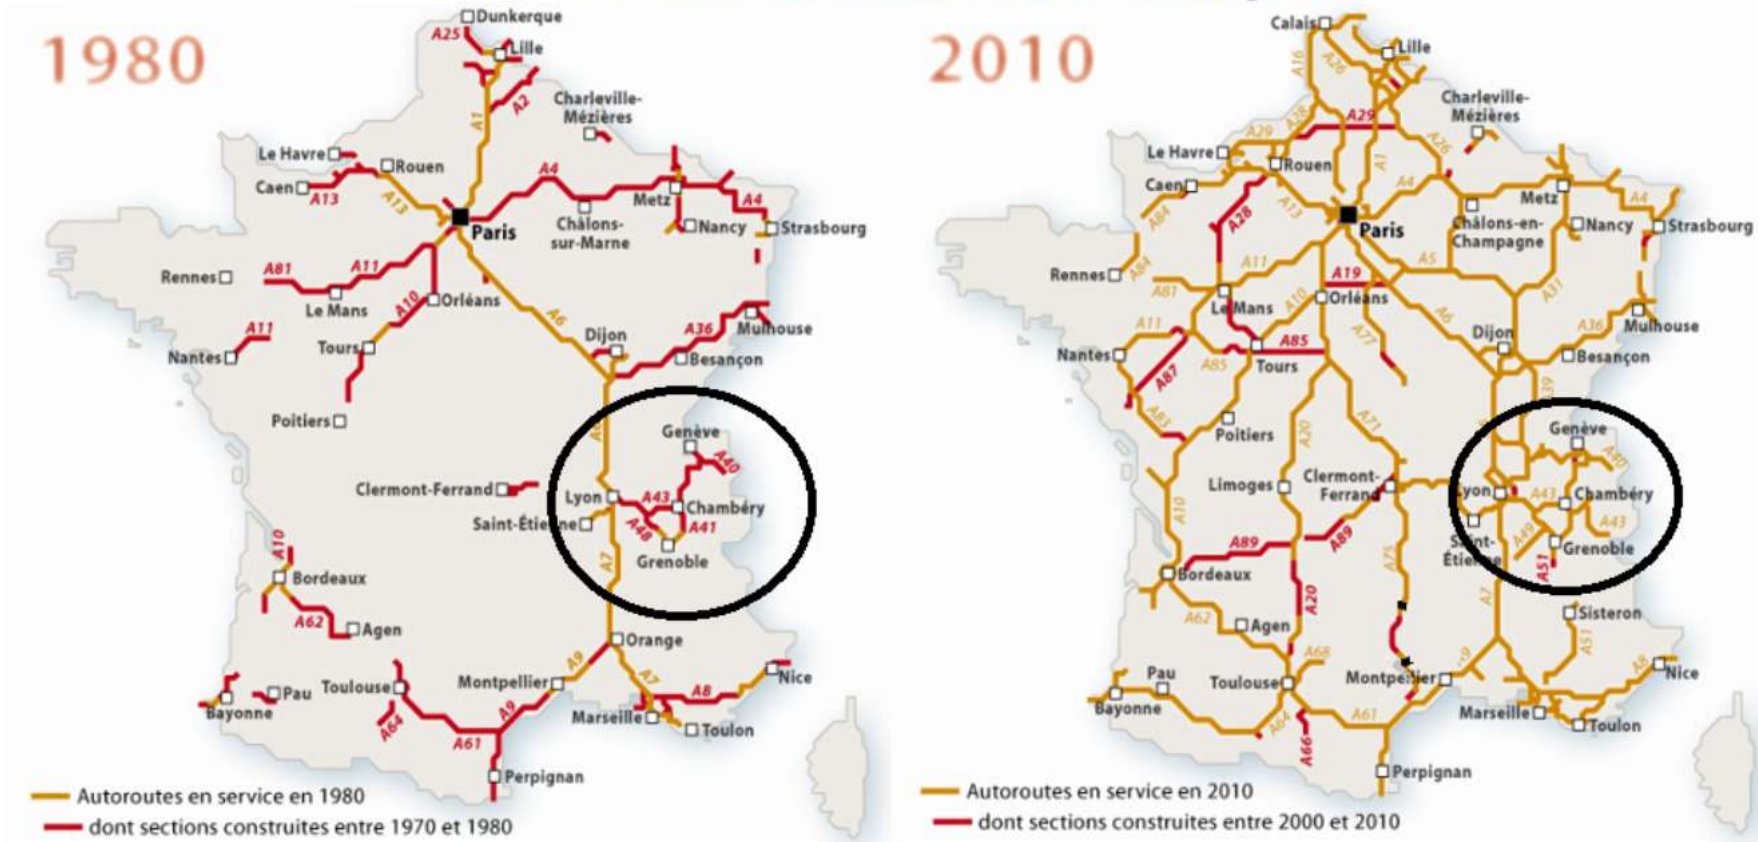 1980
Dunkerque
A25
Lille
A2
A1
Charleville-
Mézières
Le Havre
Rouen
Caen
A13
A13
A4
Metz
A4
Paris
Châlons-
sur-Marne
Nancy
Strasbourg
Rennes
A81
A11
Le Mans
A10
Orléans
A6
A11
Nantes
Tours
Dijon
A36
Mulhouse
Besançon
Poitiers
A6
Genève
A40
Clermont-Ferrand
Lyon
A43
Chambéry
Saint-Étienne
A48
A41
Grenoble
A10
A7
Bordeaux
A62
Agen
Orange
A9
A7
Pau
Toulouse
Montpellier
A8
Nice
Bayonne
A64
A9
Marseille
Toulon
A61
Perpignan
Autoroutes en service en 1980
dont sections construites entre 1970 et 1980
2010
Calais
Lille
A16
A26
Charleville-
Mézières
A29
A28
A29
A26
Le Havre
Rouen
A1
Caen
A13
A4
Metz
A4
A84
A28
Paris
Châlons-en-
Champagne
Nancy
Strasbourg
Rennes
A84
A11
A5
A19
A31
A81
Le Mans
A10
Orléans
A6
A11
A77
Dijon
A36
Mulhouse
Nantes
A85
A85
Tours
Besançon
A87
A39
A83
Poitiers
A20
A71
Genève
A40
Limoges
Clermont-
Ferrand
Lyon
A43
Chambéry
A10
A49
A43
Saint-
Étienne
Grenoble
A89
A89
A75
A51
Bordeaux
A20
A7
Sisteron
A62
Agen
A51
A68
A9
A8
Pau
Toulouse
Montpellier
Nice
Bayonne
A64
A61
Marseille
Toulon
A66
Perpignan
Autoroutes en service en 2010
dont sections construites entre 2000 et 2010